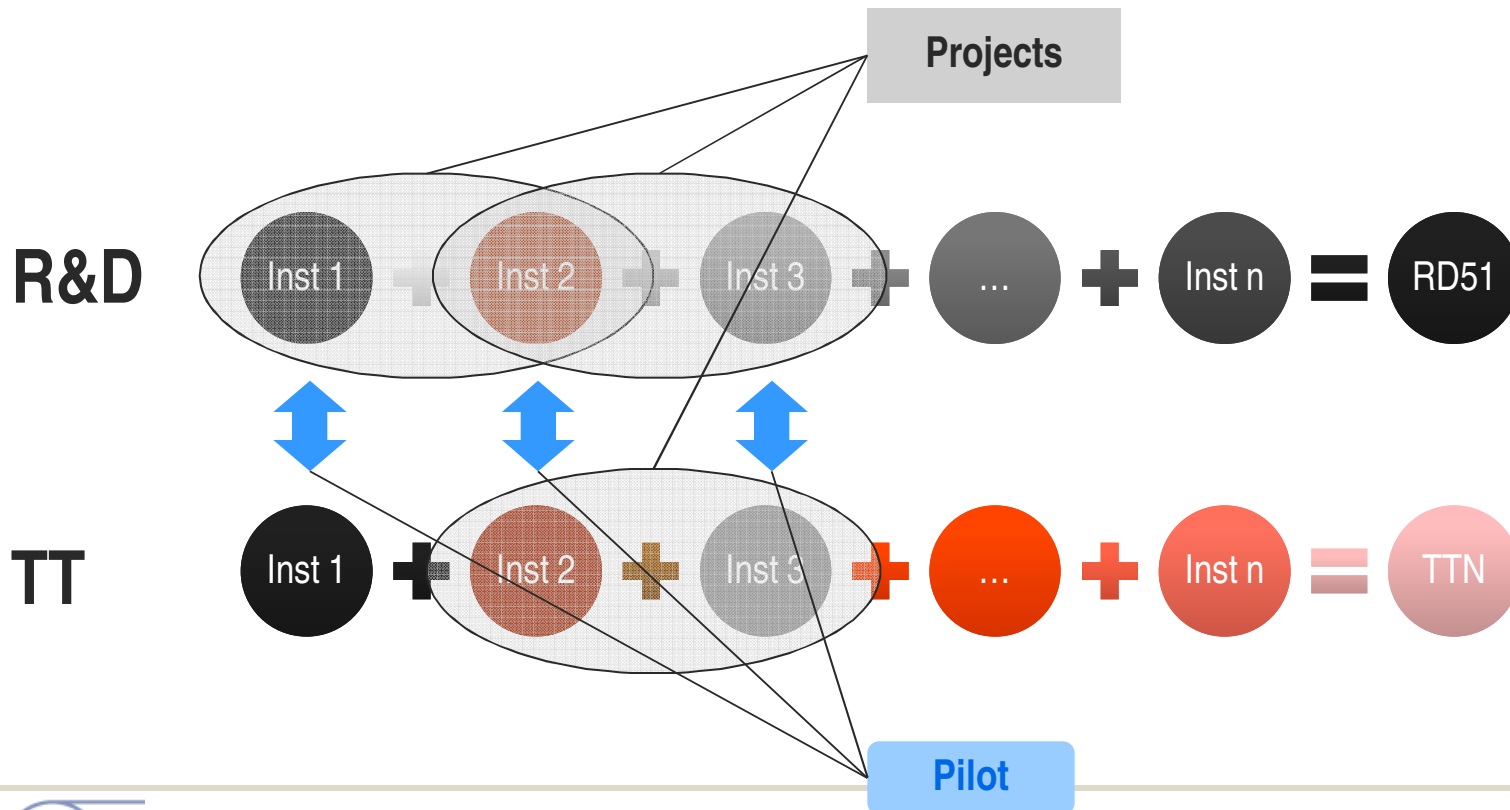 Projects
R&D
Inst 1
Inst 2
Inst 3
...
Inst n
RD51
TT
Inst 1
Inst 2
Inst 3
...
Inst n
TTN
Pilot